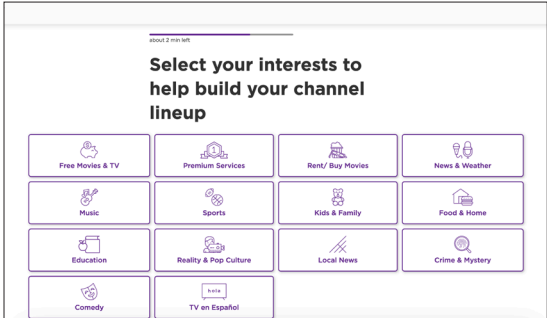 about 2 min left
Select your interests to
help build your channel
lineup
Free Movies & TV
Premium Services
Rent/ Buy Movies
News & Weather
Music
Sports
Kids & Family
Food & Home
Education
Reality & Pop Culture
Local News
Crime & Mystery
Comedy
hola
TV en Español